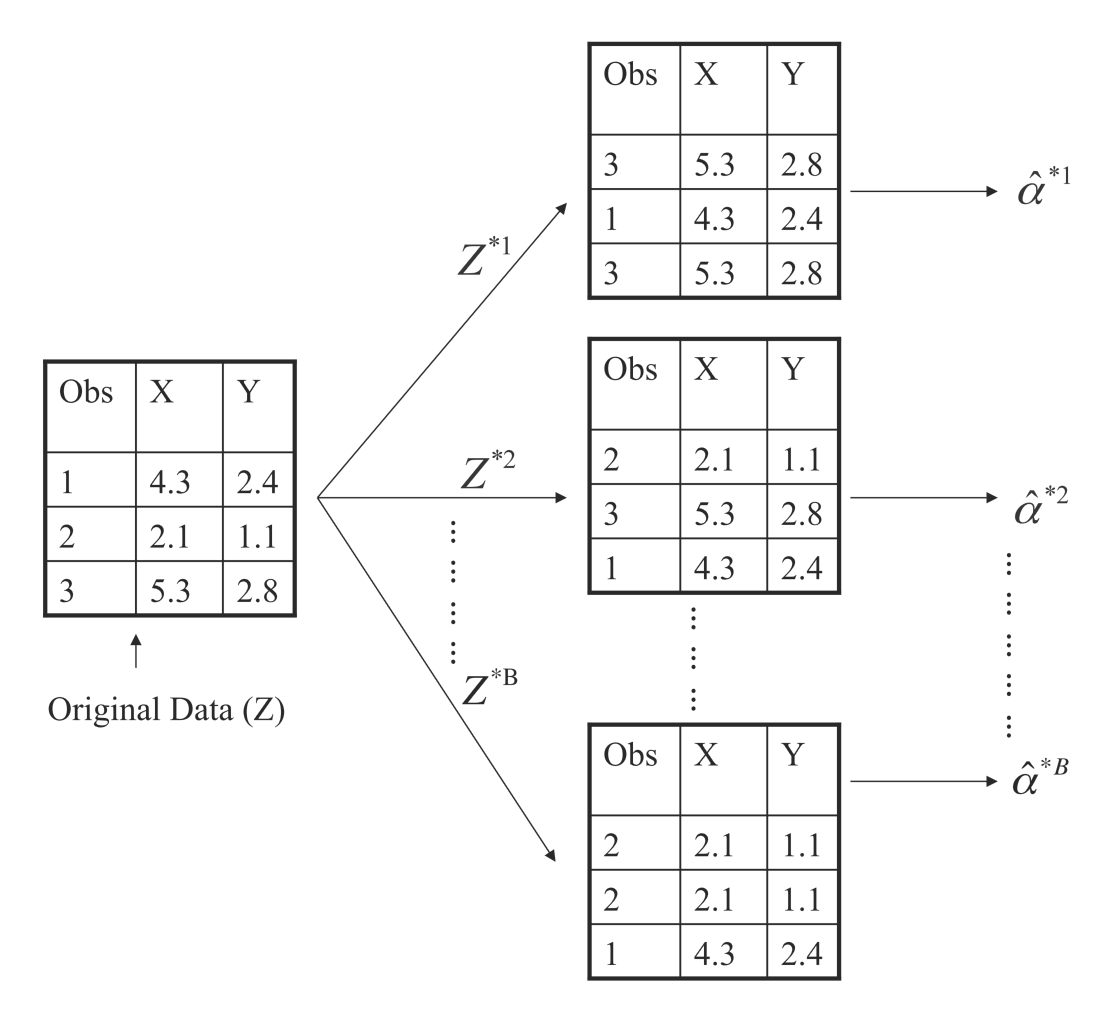 Obs X Y
1 4.3 2.4
2 2.1 1.1
3 5.3 2.8
Original Data (Z)
Z*1
Z*2
Z*B
Obs X Y
3 5.3 2.8
1 4.3 2.4
3 5.3 2.8
α̂*1
Obs X Y
2 2.1 1.1
3 5.3 2.8
1 4.3 2.4
α̂*2
Obs X Y
2 2.1 1.1
2 2.1 1.1
1 4.3 2.4
α̂*B